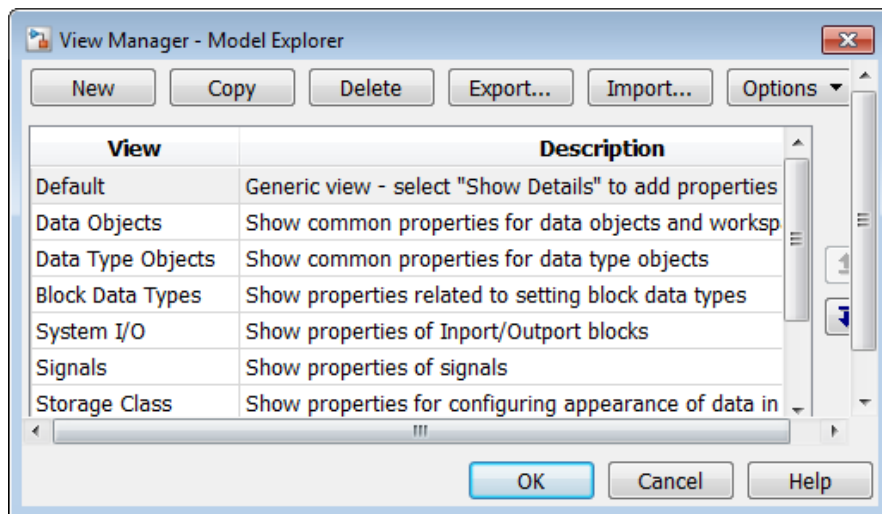 View Manager - Model Explorer
New Copy Delete Export... Import... Options
View Description
Default Generic view - select "Show Details" to add properties
Data Objects Show common properties for data objects and worksp
Data Type Objects Show common properties for data type objects
Block Data Types Show properties related to setting block data types
System I/O Show properties of Inport/Outport blocks
Signals Show properties of signals
Storage Class Show properties for configuring appearance of data in
OK Cancel Help